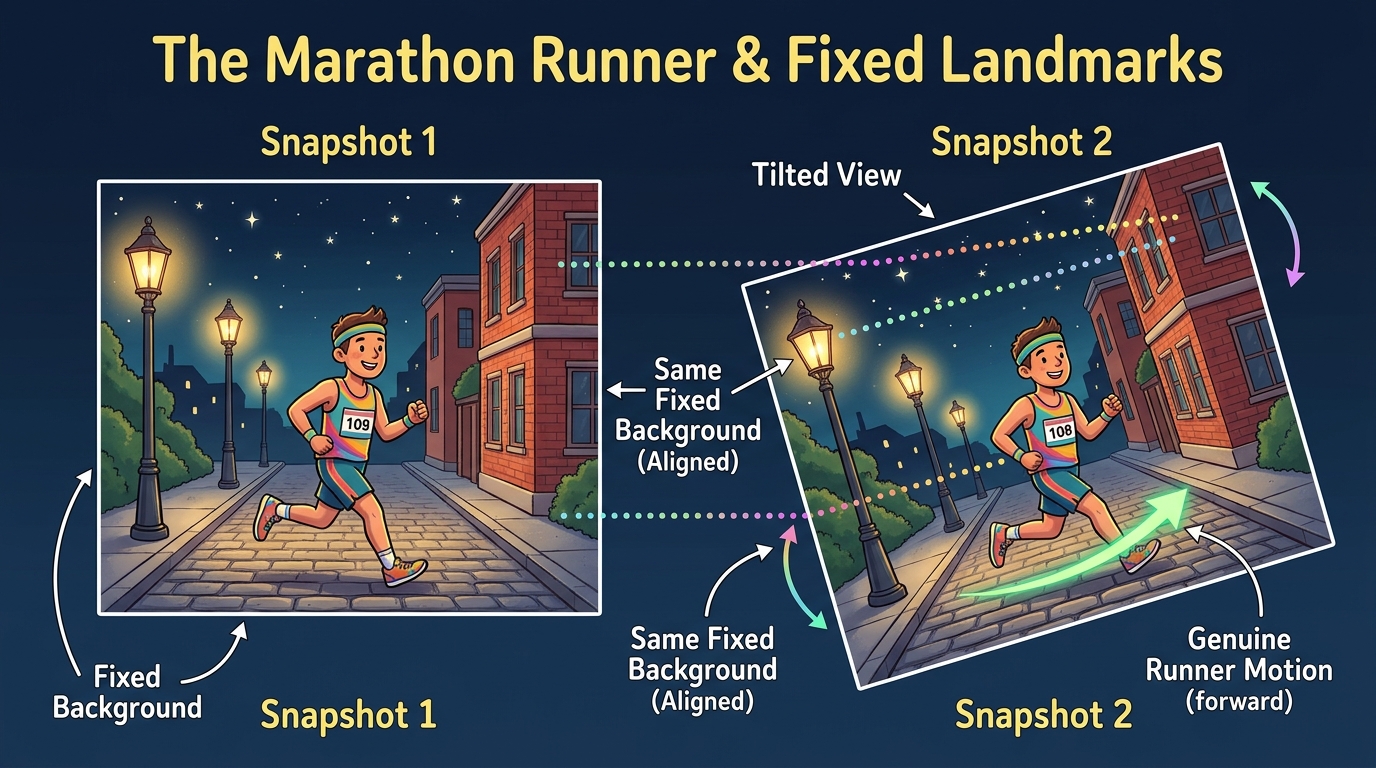 The Marathon Runner & Fixed Landmarks
Snapshot 1
Snapshot 2
Tilted View
109
108
Same
Fixed
Background
(Aligned)
Fixed
Background
Same Fixed
Background
(Aligned)
Genuine
Runner Motion
(forward)
Snapshot 1
Snapshot 2